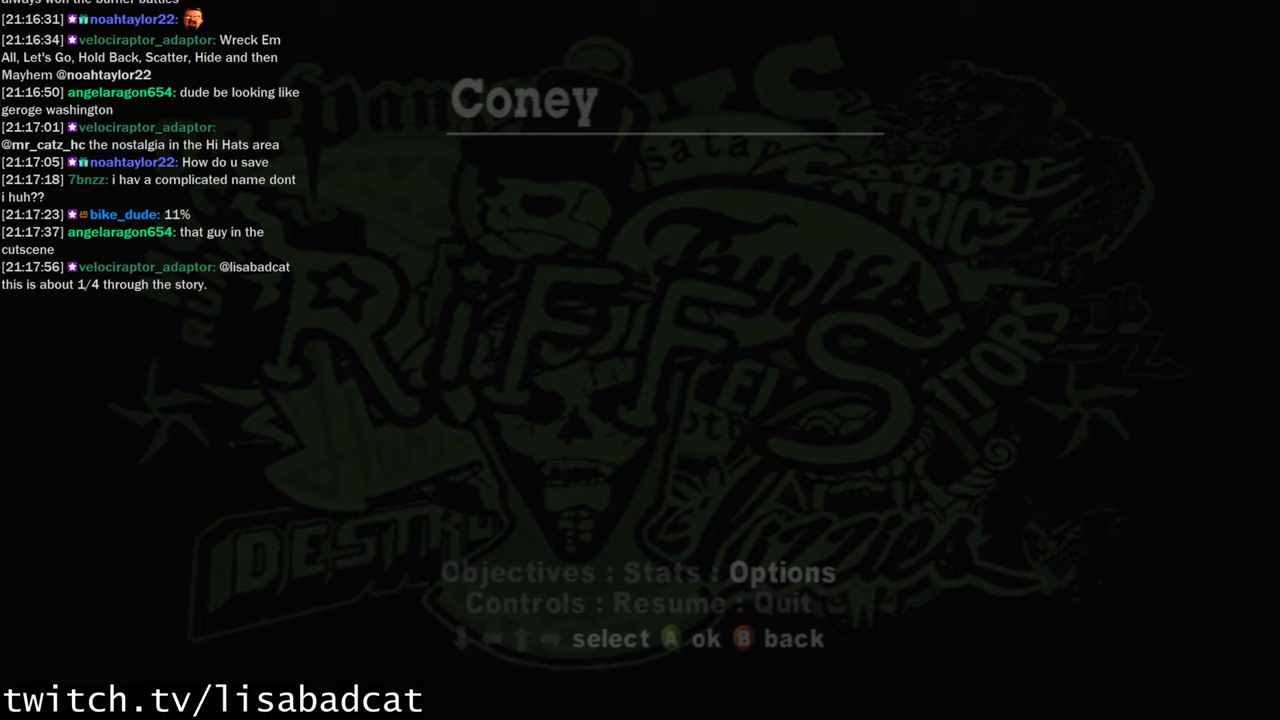 always won the burner battles
[21:16:31] noahtaylor22:
[21:16:34] velociraptor_adaptor: Wreck Em
All, Let's Go, Hold Back, Scatter, Hide and then
Mayhem @noahtaylor22
[21:16:50] angelaragon654: dude be looking like
geroge washington
[21:17:01] velociraptor_adaptor:
@mr_catz_hc the nostalgia in the Hi Hats area
[21:17:05] noahtaylor22: How do u save
[21:17:18] 7bnzz: i hav a complicated name dont
i huh??
[21:17:23] bike_dude: 11%
[21:17:37] angelaragon654: that guy in the
cutscene
[21:17:56] velociraptor_adaptor: @lisabadcat
this is about 1/4 through the story.
Coney
satan
SAVAGE
RIFFS
Furies
DESTR
Objectives : Stats : Options
Controls : Resume : Quit
select A ok B back
twitch.tv/lisabadcat